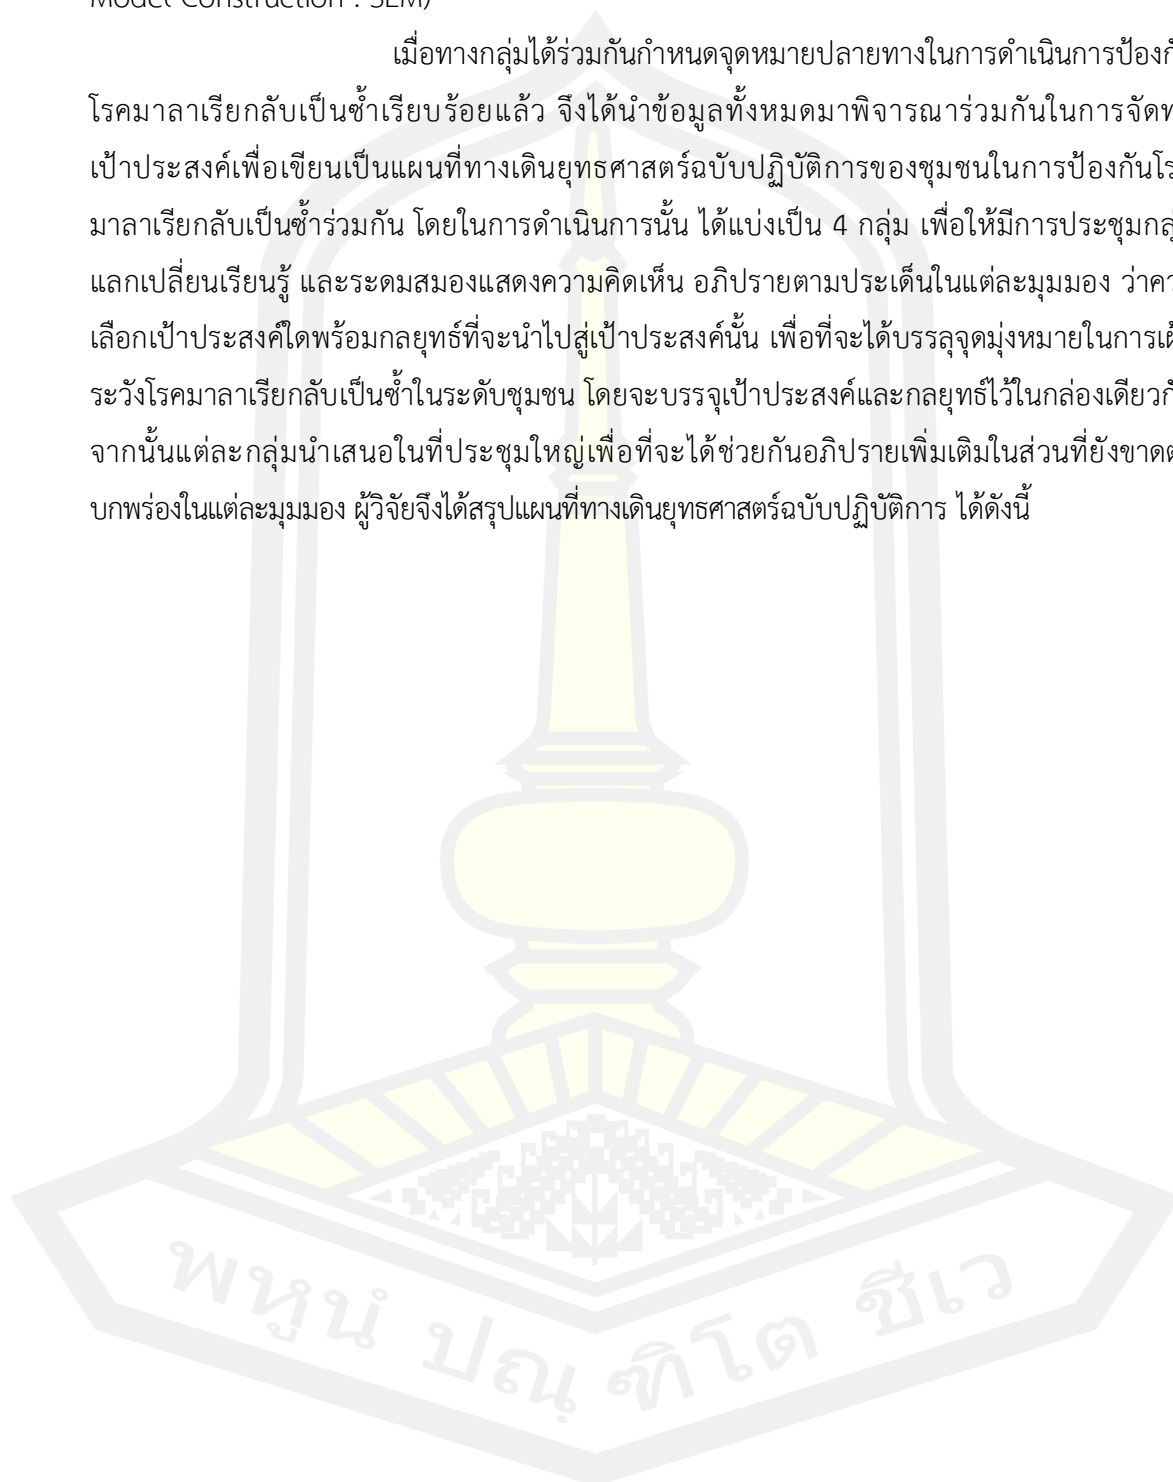 Model Construction : SLM)
เมื่อทางกลุ่มได้ร่วมกันกำหนดจุดหมายปลายทางในการดำเนินการป้องกั
โรคมาลาเรียกลับเป็นซ้ำเรียบร้อยแล้ว จึงได้นำข้อมูลทั้งหมดมาพิจารณาร่วมกันในการจัดท
เป้าประสงค์เพื่อเขียนเป็นแผนที่ทางเดินยุทธศาสตร์ฉบับปฏิบัติการของชุมชนในการป้องกันโร
มาลาเรียกลับเป็นซ้ำร่วมกัน โดยในการดำเนินการนั้น ได้แบ่งเป็น 4 กลุ่ม เพื่อให้มีการประชุมกลุ
แลกเปลี่ยนเรียนรู้ และระดมสมองแสดงความคิดเห็น อภิปรายตามประเด็นในแต่ละมุมมอง ว่าคว
เลือกเป้าประสงค์ใดพร้อมกลยุทธ์ที่จะนำไปสู่เป้าประสงค์นั้น เพื่อที่จะได้บรรลุจุดมุ่งหมายในการเฝ
ระวังโรคมาลาเรียกลับเป็นซ้ำในระดับชุมชน โดยจะบรรจุเป้าประสงค์และกลยุทธ์ไว้ในกล่องเดียวกั
จากนั้นแต่ละกลุ่มนำเสนอในที่ประชุมใหญ่เพื่อที่จะได้ช่วยกันอภิปรายเพิ่มเติมในส่วนที่ยังขาดต
บกพร่องในแต่ละมุมมอง ผู้วิจัยจึงได้สรุปแผนที่ทางเดินยุทธศาสตร์ฉบับปฏิบัติการ ได้ดังนี้
พหูนํ ปณฺฑิโต ชีเว